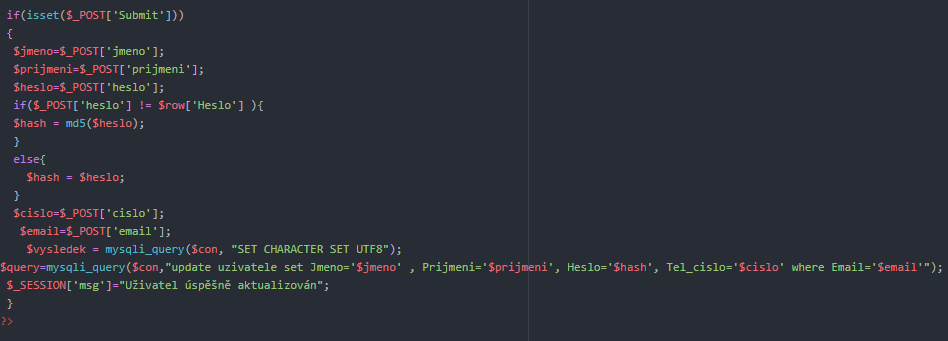 if(isset($_POST['Submit']))
{
$jmeno=$_POST['jmeno'];
$prijmeni=$_POST['prijmeni'];
$heslo=$_POST['heslo'];
if($_POST['heslo'] != $row['Heslo'] ){
$hash = md5($heslo);
}
else{
$hash = $heslo;
}
$cislo=$_POST['cislo'];
$email=$_POST['email'];
$vysledek = mysqli_query($con, "SET CHARACTER SET UTF8");
$query=mysqli_query($con,"update uzivatele set Jmeno='$jmeno' , Prijmeni='$prijmeni', Heslo='$hash', Tel_cislo='$cislo' where Email='$email'");
$_SESSION['msg']="Uživatel úspěšně aktualizován";
}
?>